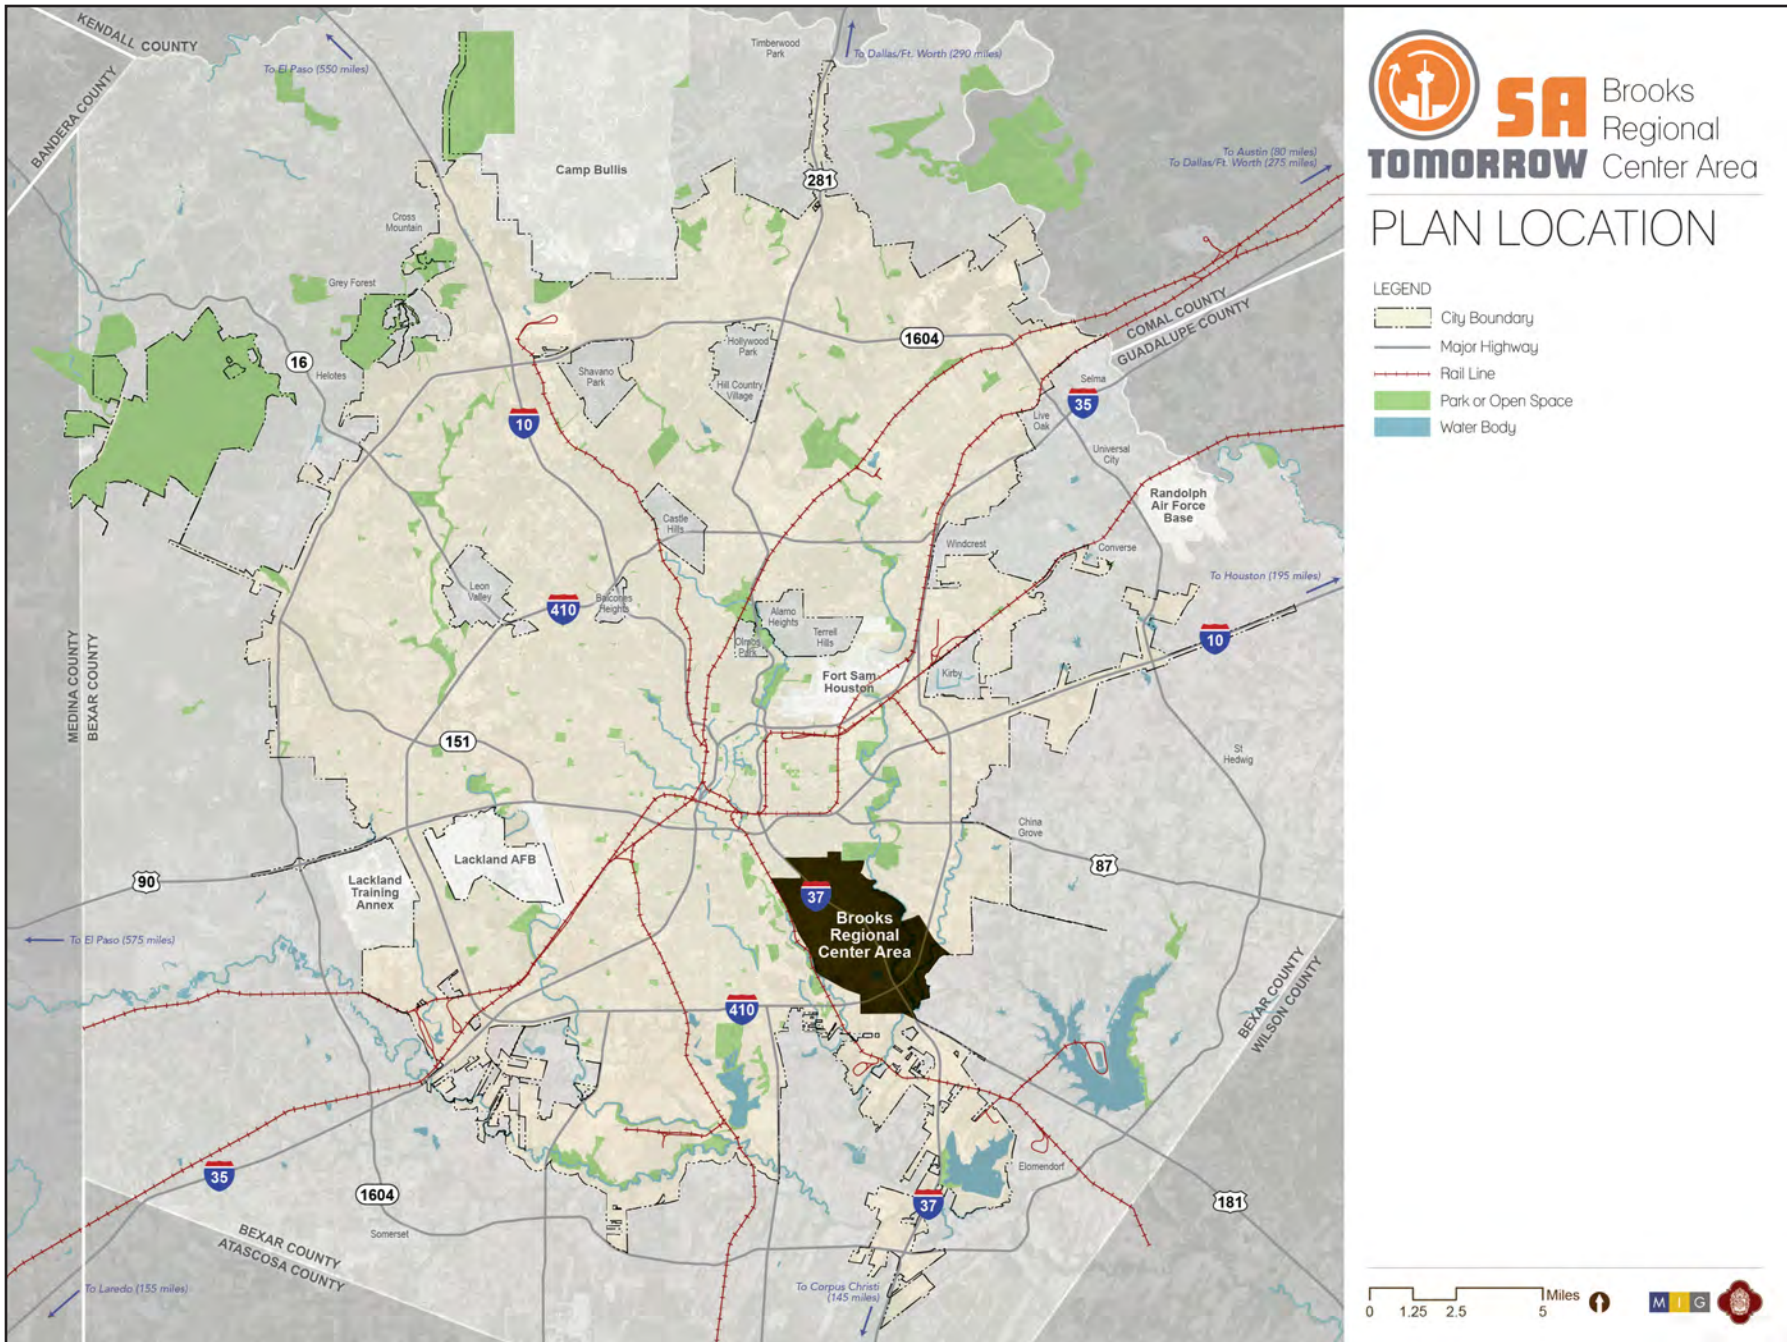 KENDALL COUNTY
BANDERA COUNTY
To El Paso (550 miles)
Timberwood
Park
To Dallas/Ft. Worth (290 miles)
To Austin (80 miles)
To Dallas/Ft. Worth (275 miles)
Camp Bullis
281
Cross
Mountain
Grey Forest
COMAL COUNTY
GUADALUPE COUNTY
1604
Hollywood
Park
16
Helotes
Shavano
Park
Hill Country
Village
Selma
35
10
Live
Oak
Universal
City
Randolph
Air Force
Base
Castle
Hills
Windcrest
Converse
To Houston (195 miles)
Leon
Valley
410
Balcones
Heights
Alamo
Heights
Terrell
Hills
Olmos
Park
10
Fort Sam
Houston
Kirby
MEDINA COUNTY
BEXAR COUNTY
151
St
Hedwig
China
Grove
87
Lackland AFB
90
Lackland
Training
Annex
37
Brooks
Regional
Center Area
To El Paso (575 miles)
410
BEXAR COUNTY
WILSON COUNTY
35
1604
Elomendorf
37
181
Somerset
BEXAR COUNTY
ATASCOSA COUNTY
To Laredo (155 miles)
To Corpus Christi
(145 miles)
SA
TOMORROW
Brooks
Regional
Center Area
PLAN LOCATION
LEGEND
City Boundary
Major Highway
Rail Line
Park or Open Space
Water Body
Miles
0 1.25 2.5 5
M I G